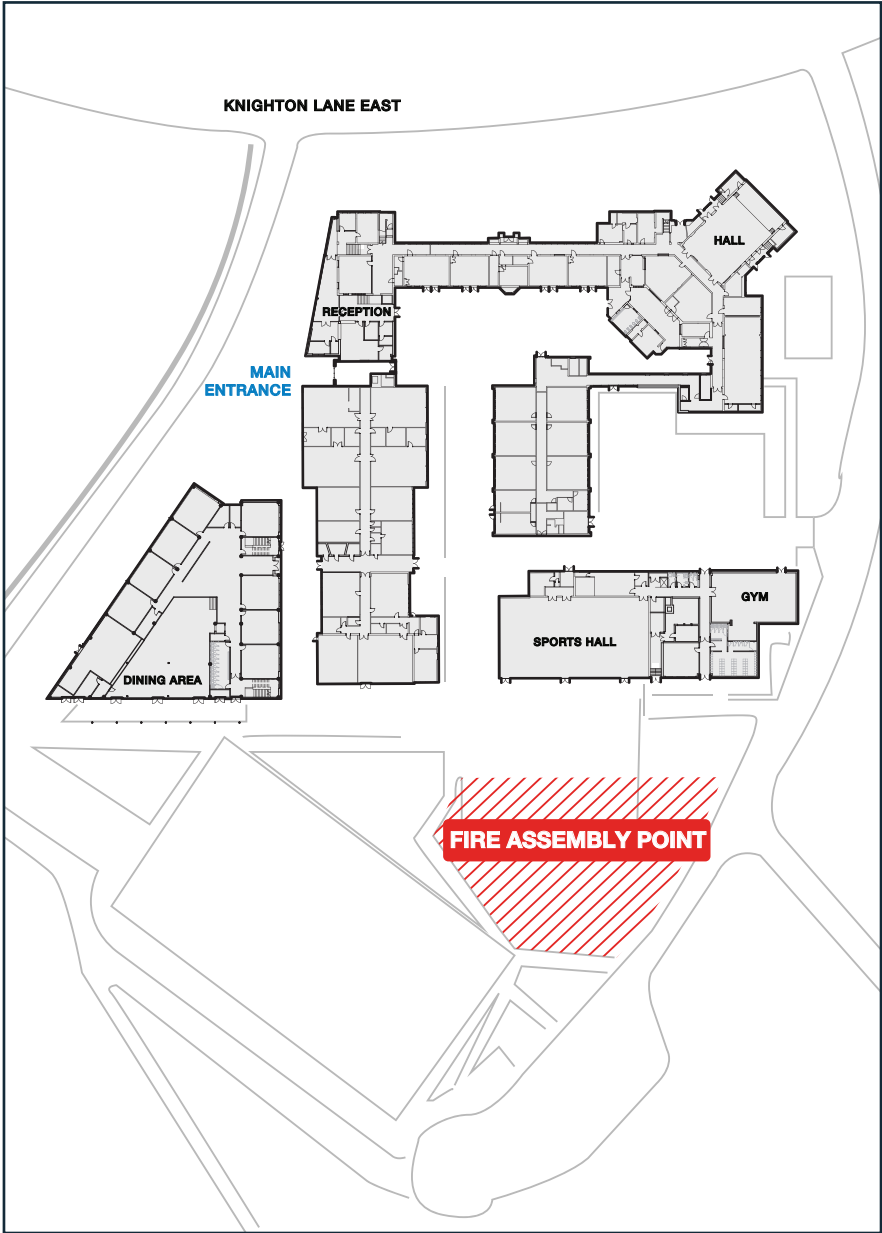 KNIGHTON LANE EAST
HALL
RECEPTION
MAIN
ENTRANCE
GYM
SPORTS HALL
DINING AREA
FIRE ASSEMBLY POINT